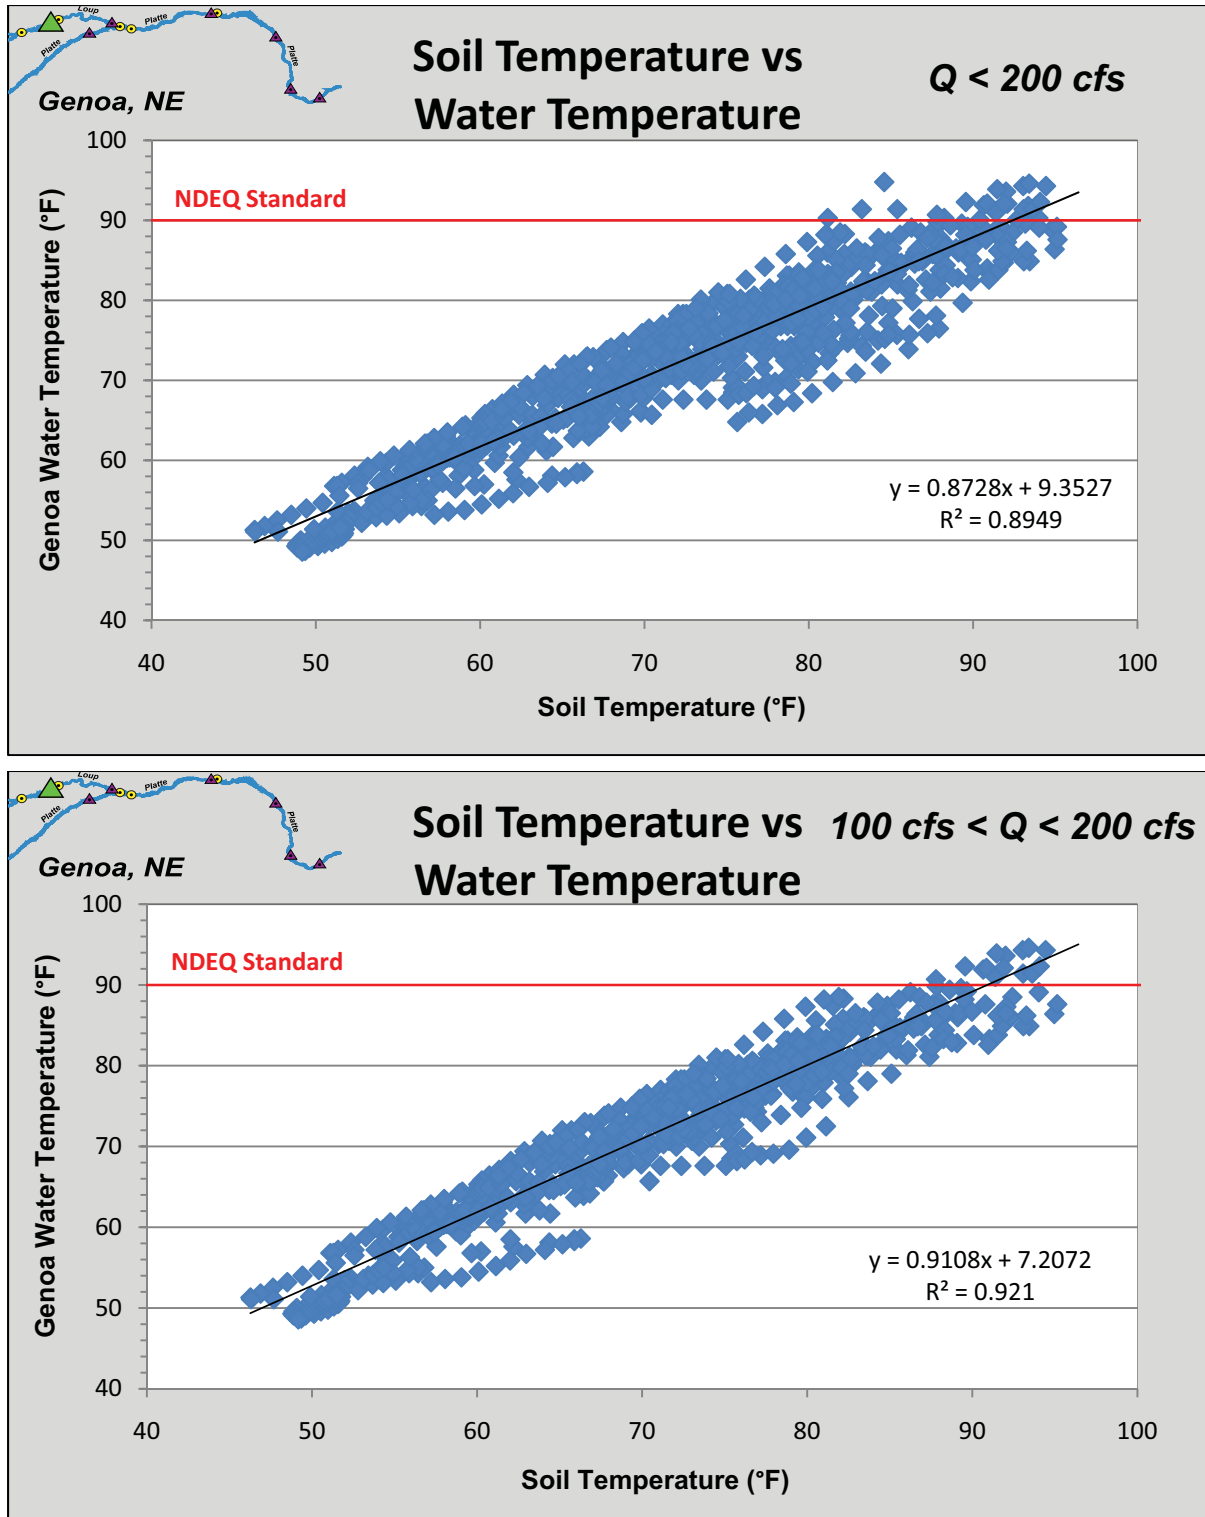 Loup
Platte
Platte
Platte
Genoa, NE
Soil Temperature vs
Water Temperature
Q < 200 cfs
100
90
80
70
60
50
40
Genoa Water Temperature (°F)
NDEQ Standard
y = 0.8728x + 9.3527
R² = 0.8949
40 50 60 70 80 90 100
Soil Temperature (°F)
Loup
Platte
Platte
Platte
Genoa, NE
Soil Temperature vs
Water Temperature
100 cfs < Q < 200 cfs
100
90
80
70
60
50
40
Genoa Water Temperature (°F)
NDEQ Standard
y = 0.9108x + 7.2072
R² = 0.921
40 50 60 70 80 90 100
Soil Temperature (°F)